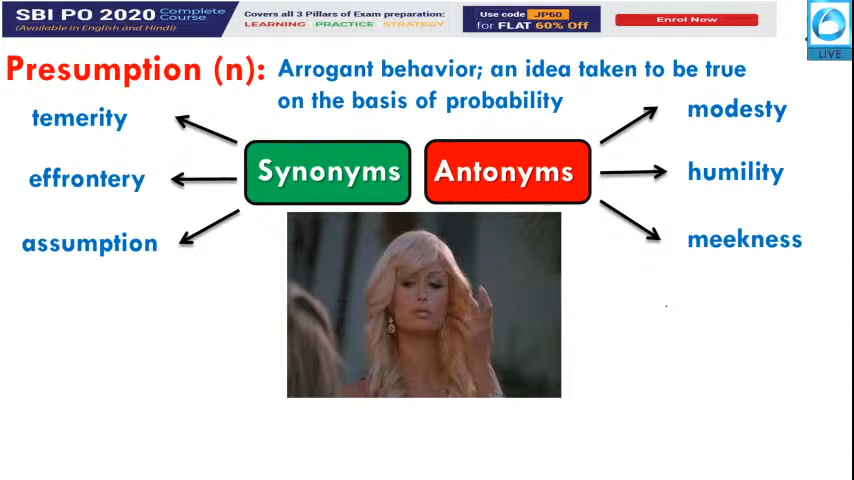 SBI PO 2020 Complete Course
(Available in English and Hindi)
Covers all 3 Pillars of Exam preparation:
LEARNING PRACTICE STRATEGY
Use code JP60
for FLAT 60% Off
Enrol Now
LIVE
Presumption (n): Arrogant behavior; an idea taken to be true
on the basis of probability
temerity
effrontery
assumption
Synonyms
Antonyms
modesty
humility
meekness